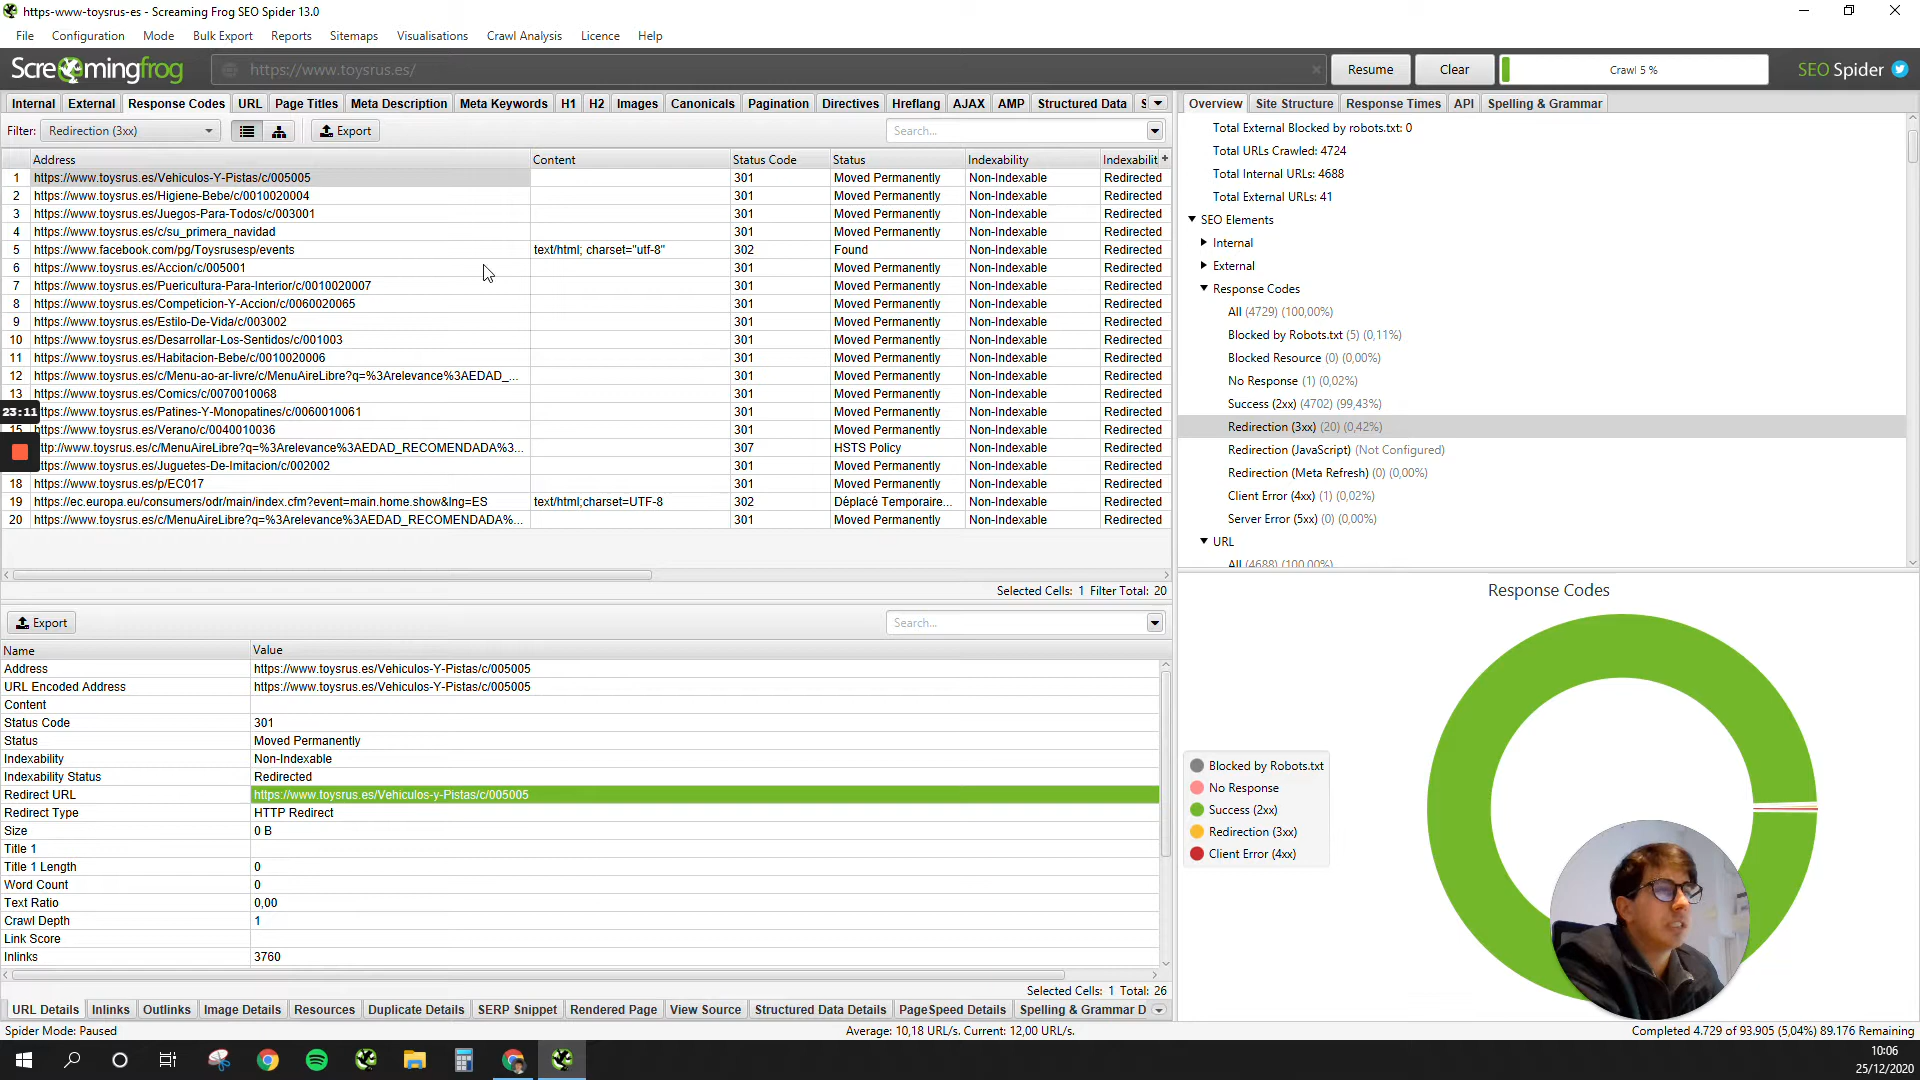 https-www-toysrus-es - Screaming Frog SEO Spider 13.0
File Configuration Mode Bulk Export Reports Sitemaps Visualisations Crawl Analysis Licence Help
Screamingfrog https://www.toysrus.es/ Resume Clear Crawl 5 % SEO Spider
Internal External Response Codes URL Page Titles Meta Description Meta Keywords H1 H2 Images Canonicals Pagination Directives Hreflang AJAX AMP Structured Data S
Filter: Redirection (3xx) Export Search...
Address Content Status Code Status Indexability Indexabilit +
1 https://www.toysrus.es/Vehiculos-Y-Pistas/c/005005 301 Moved Permanently Non-Indexable Redirected
2 https://www.toysrus.es/Higiene-Bebe/c/0010020004 301 Moved Permanently Non-Indexable Redirected
3 https://www.toysrus.es/Juegos-Para-Todos/c/003001 301 Moved Permanently Non-Indexable Redirected
4 https://www.toysrus.es/c/su_primera_navidad 301 Moved Permanently Non-Indexable Redirected
5 https://www.facebook.com/pg/Toysrusesp/events text/html; charset="utf-8" 302 Found Non-Indexable Redirected
6 https://www.toysrus.es/Accion/c/005001 301 Moved Permanently Non-Indexable Redirected
7 https://www.toysrus.es/Puericultura-Para-Interior/c/0010020007 301 Moved Permanently Non-Indexable Redirected
8 https://www.toysrus.es/Competicion-Y-Accion/c/0060020065 301 Moved Permanently Non-Indexable Redirected
9 https://www.toysrus.es/Estilo-De-Vida/c/003002 301 Moved Permanently Non-Indexable Redirected
10 https://www.toysrus.es/Desarrollar-Los-Sentidos/c/001003 301 Moved Permanently Non-Indexable Redirected
11 https://www.toysrus.es/Habitacion-Bebe/c/0010020006 301 Moved Permanently Non-Indexable Redirected
12 https://www.toysrus.es/c/Menu-ao-ar-livre/c/MenuAireLibre?q=%3Arelevance%3AEDAD_... 301 Moved Permanently Non-Indexable Redirected
13 https://www.toysrus.es/Comics/c/0070010068 301 Moved Permanently Non-Indexable Redirected
23:11 ttps://www.toysrus.es/Patines-Y-Monopatines/c/0060010061 301 Moved Permanently Non-Indexable Redirected
15 https://www.toysrus.es/Verano/c/0040010036 301 Moved Permanently Non-Indexable Redirected
ttp://www.toysrus.es/c/MenuAireLibre?q=%3Arelevance%3AEDAD_RECOMENDADA%3... 307 HSTS Policy Non-Indexable Redirected
ttps://www.toysrus.es/Juguetes-De-Imitacion/c/002002 301 Moved Permanently Non-Indexable Redirected
18 https://www.toysrus.es/p/EC017 301 Moved Permanently Non-Indexable Redirected
19 https://ec.europa.eu/consumers/odr/main/index.cfm?event=main.home.show&lng=ES text/html;charset=UTF-8 302 Déplacé Temporaire... Non-Indexable Redirected
20 https://www.toysrus.es/c/MenuAireLibre?q=%3Arelevance%3AEDAD_RECOMENDADA%... 301 Moved Permanently Non-Indexable Redirected
Selected Cells: 1 Filter Total: 20
Export Search...
Name Value
Address https://www.toysrus.es/Vehiculos-Y-Pistas/c/005005
URL Encoded Address https://www.toysrus.es/Vehiculos-Y-Pistas/c/005005
Content
Status Code 301
Status Moved Permanently
Indexability Non-Indexable
Indexability Status Redirected
Redirect URL https://www.toysrus.es/Vehiculos-y-Pistas/c/005005
Redirect Type HTTP Redirect
Size 0 B
Title 1
Title 1 Length 0
Word Count 0
Text Ratio 0,00
Crawl Depth 1
Link Score
Inlinks 3760
Selected Cells: 1 Total: 26
URL Details Inlinks Outlinks Image Details Resources Duplicate Details SERP Snippet Rendered Page View Source Structured Data Details PageSpeed Details Spelling & Grammar D
Overview Site Structure Response Times API Spelling & Grammar
Total External Blocked by robots.txt: 0
Total URLs Crawled: 4724
Total Internal URLs: 4688
Total External URLs: 41
SEO Elements
Internal
External
Response Codes
All (4729) (100,00%)
Blocked by Robots.txt (5) (0,11%)
Blocked Resource (0) (0,00%)
No Response (1) (0,02%)
Success (2xx) (4702) (99,43%)
Redirection (3xx) (20) (0,42%)
Redirection (JavaScript) (Not Configured)
Redirection (Meta Refresh) (0) (0,00%)
Client Error (4xx) (1) (0,02%)
Server Error (5xx) (0) (0,00%)
URL
All (4688) (100,00%)
Response Codes
Blocked by Robots.txt
No Response
Success (2xx)
Redirection (3xx)
Client Error (4xx)
Spider Mode: Paused Average: 10,18 URL/s. Current: 12,00 URL/s. Completed 4.729 of 93.905 (5,04%) 89.176 Remaining
10:06
25/12/2020